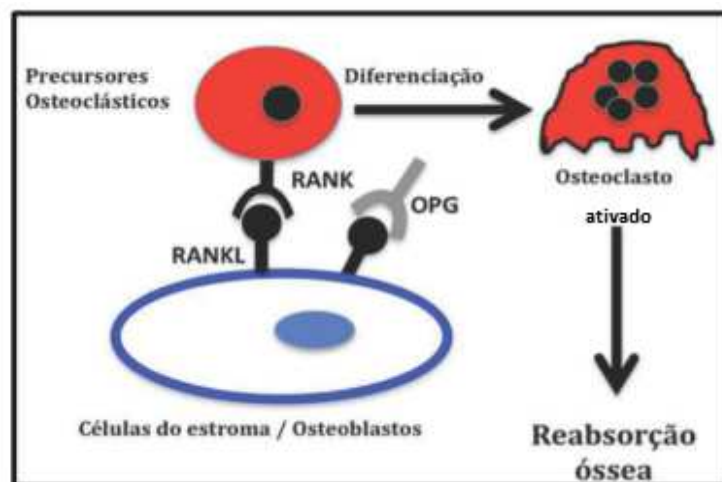 Precursores
Osteoclásticos
Diferenciação
RANK
OPG
RANKL
Osteoclasto
ativado
Células do estroma / Osteoblastos
Reabsorção
óssea